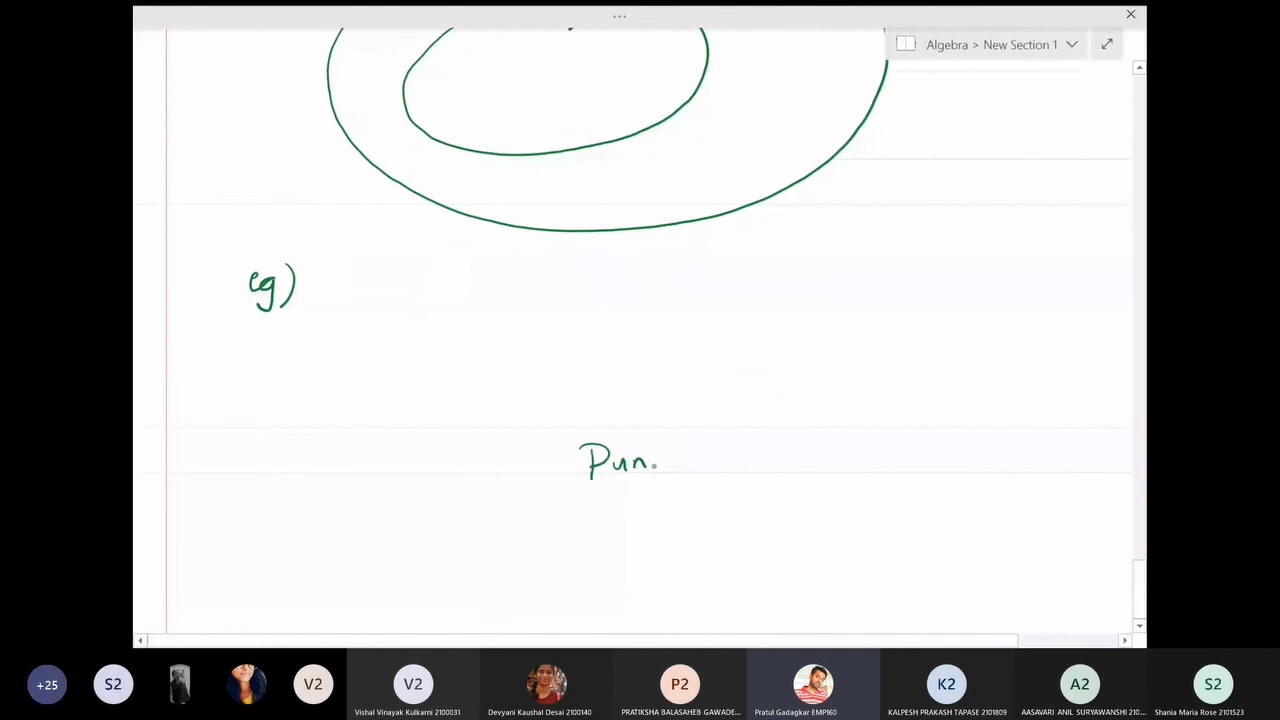 Algebra > New Section 1
eg)
Pun
+25
S2
V2
V2
Vishal Vinayak Kulkarni 2100031
Devyani Kaushal Desai 2100140
P2
PRATIKSHA BALASAHEB GAWADE...
Pratul Gadagkar EMP160
K2
KALPESH PRAKASH TAPASE 2101809
A2
AASAVARI ANIL SURYAWANSHI 210...
S2
Shania Maria Rose 2101523